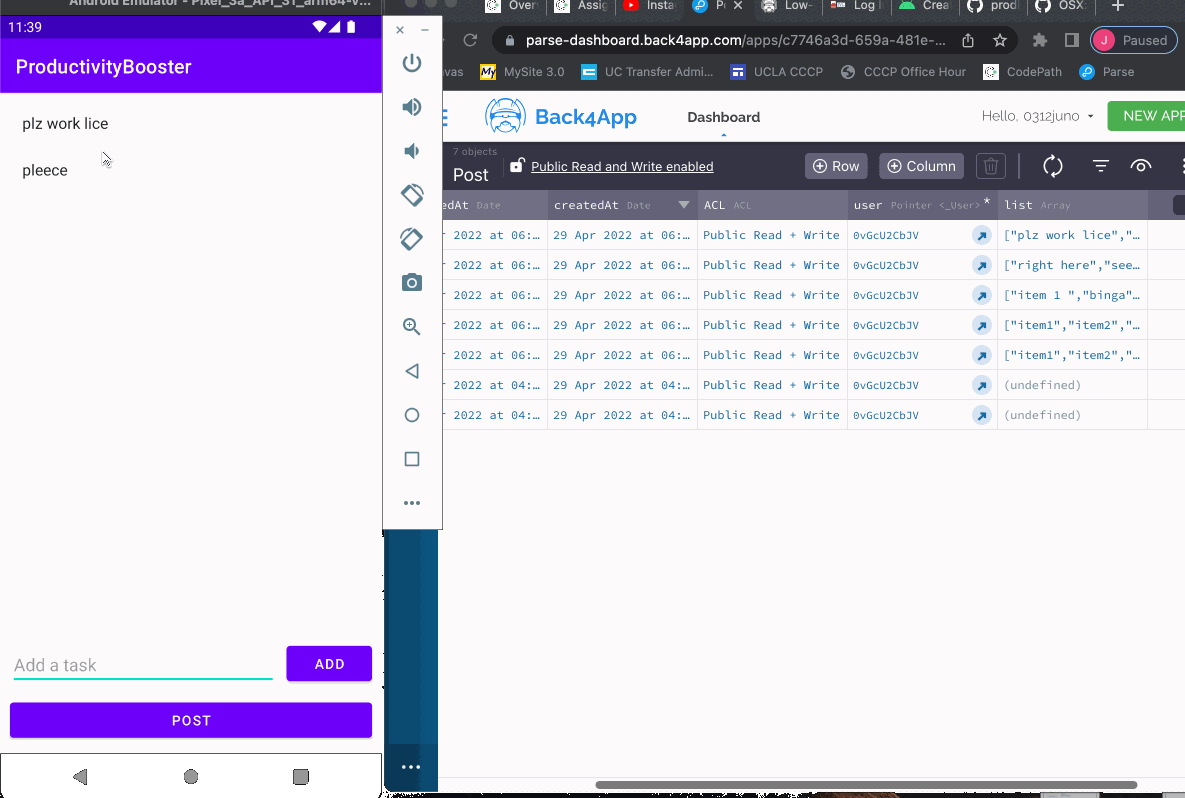 Android Emulator - Pixel_3a_API_31_arm64-v...
11:39
ProductivityBooster
plz work lice
pleece
Add a task
ADD
POST
Over
Assig
Insta
Low-
Log I
Crea
prod
OSX:
parse-dashboard.back4app.com/apps/c7746a3d-659a-481e-...
J Paused
vas
My MySite 3.0
UC Transfer Admi...
UCLA CCCP
CCCP Office Hour
CodePath
Parse
Back4App
Dashboard
Hello, 0312juno
NEW APP
7 objects
Post
Public Read and Write enabled
Row
Column
edAt Date createdAt Date ACL ACL user Pointer <_User> * list Array
r 2022 at 06:... 29 Apr 2022 at 06:... Public Read + Write 0vGcU2CbJV ["plz work lice","...
r 2022 at 06:... 29 Apr 2022 at 06:... Public Read + Write 0vGcU2CbJV ["right here","see...
r 2022 at 06:... 29 Apr 2022 at 06:... Public Read + Write 0vGcU2CbJV ["item 1 ","binga"...
r 2022 at 06:... 29 Apr 2022 at 06:... Public Read + Write 0vGcU2CbJV ["item1","item2","...
r 2022 at 06:... 29 Apr 2022 at 06:... Public Read + Write 0vGcU2CbJV ["item1","item2","...
r 2022 at 04:... 29 Apr 2022 at 04:... Public Read + Write 0vGcU2CbJV (undefined)
r 2022 at 04:... 29 Apr 2022 at 04:... Public Read + Write 0vGcU2CbJV (undefined)